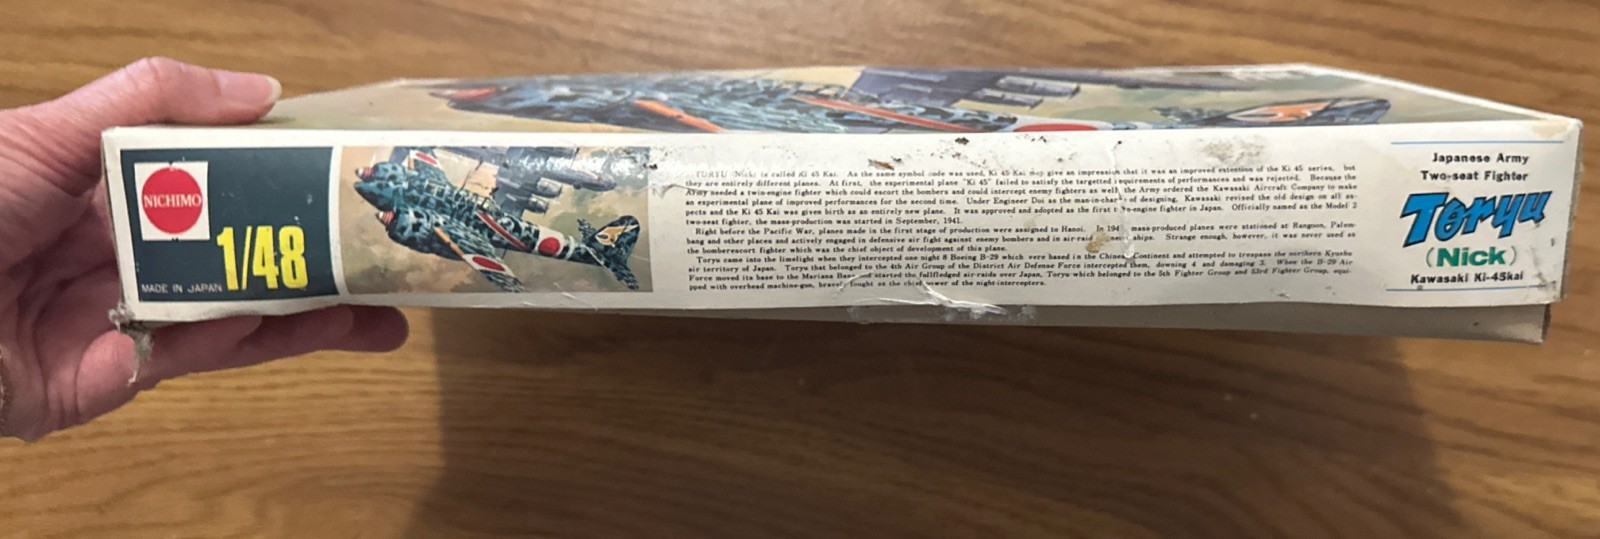 NICHIMO
MADE IN JAPAN
1/48
TORYU (Nick) is called Ki 45 Kai. As the same symbol code was used, Ki 45 Kai may give an impression that it was an improved extention of the Ki 45 series, but
they are entirely different planes. At first, the experimental plane "Ki 45" failed to satisfy the targetted requirements of performances and was rejected. Because the
Army needed a twin-engine fighter which could escort the bombers and could intercept enemy fighters as well, the Army ordered the Kawasaki Aircraft Company to make
an experimental plane of improved performances for the second time. Under Engineer Doi as the man-in-charge of designing, Kawasaki revised the old design on all as-
pects and the Ki 45 Kai was given birth as an entirely new plane. It was approved and adopted as the first twin-engine fighter in Japan. Officially named as the Model 2
two-seat fighter, the mass-production was started in September, 1941.
Right before the Pacific War, planes made in the first stage of production were assigned to Hanoi. In 194 mass-produced planes were stationed at Rangoon, Palem-
bang and other places and actively engaged in defensive air fight against enemy bombers and in air-raid enemy ships. Strange enough, however, it was never used as
the bomberescort fighter which was the chief object of development of this plane.
Toryu came into the limelight when they intercepted one night 8 Boeing B-29 which were based in the Chinese Continent and attempted to trespass the northern Kyushu
air territory of Japan. Toryu that belonged to the 4th Air Group of the District Air Defense Force intercepted them, downing 4 and damaging 3. When the B-29 Air
Force moved its base to the Mariana Base and started the fullfledged air-raids over Japan, Toryu which belonged to the 5th Fighter Group and 53rd Fighter Group, equi-
pped with overhead machine-gun, bravely fought as the chief power of the night-interceptors.
Japanese Army
Two-seat Fighter
Toryu
(Nick)
Kawasaki Ki-45kai